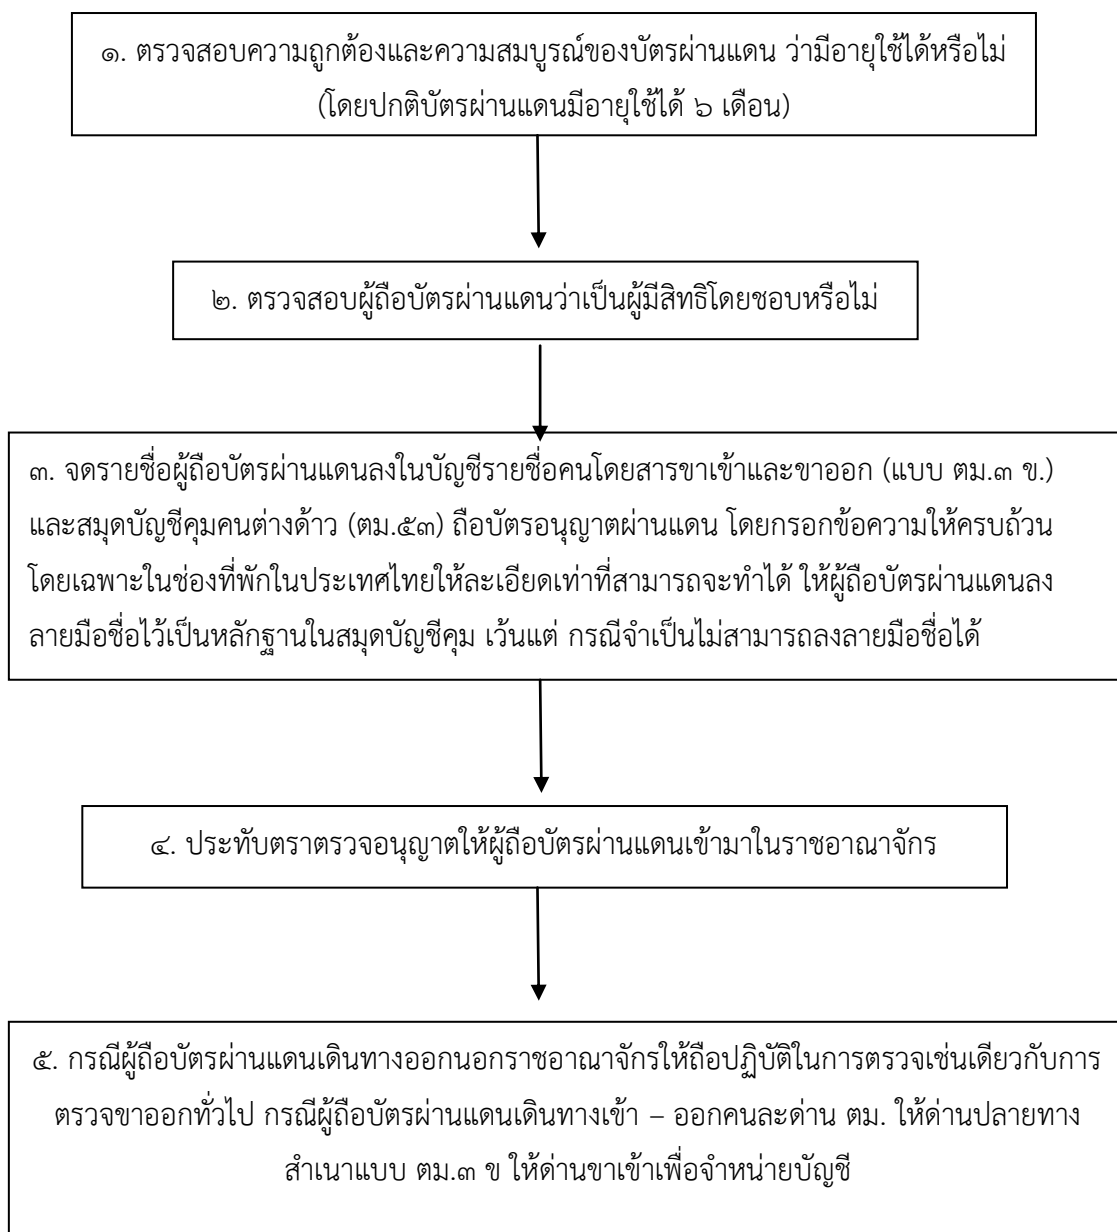 ๑. ตรวจสอบความถูกต้องและความสมบูรณ์ของบัตรผ่านแดน ว่ามีอายุใช้ได้หรือไม่
(โดยปกติบัตรผ่านแดนมีอายุใช้ได้ ๖ เดือน)
๒. ตรวจสอบผู้ถือบัตรผ่านแดนว่าเป็นผู้มีสิทธิโดยชอบหรือไม่
๓. จดรายชื่อผู้ถือบัตรผ่านแดนลงในบัญชีรายชื่อคนโดยสารขาเข้าและขาออก (แบบ ตม.๓ ข.)
และสมุดบัญชีคุมคนต่างด้าว (ตม.๕๓) ถือบัตรอนุญาตผ่านแดน โดยกรอกข้อความให้ครบถ้วน
โดยเฉพาะในช่องที่พักในประเทศไทยให้ละเอียดเท่าที่สามารถจะทำได้ ให้ผู้ถือบัตรผ่านแดนลง
ลายมือชื่อไว้เป็นหลักฐานในสมุดบัญชีคุม เว้นแต่ กรณีจำเป็นไม่สามารถลงลายมือชื่อได้
๔. ประทับตราตรวจอนุญาตให้ผู้ถือบัตรผ่านแดนเข้ามาในราชอาณาจักร
๕. กรณีผู้ถือบัตรผ่านแดนเดินทางออกนอกราชอาณาจักรให้ถือปฏิบัติในการตรวจเช่นเดียวกับการ
ตรวจขาออกทั่วไป กรณีผู้ถือบัตรผ่านแดนเดินทางเข้า – ออกคนละด่าน ตม. ให้ด่านปลายทาง
สำเนาแบบ ตม.๓ ข ให้ด่านขาเข้าเพื่อจำหน่ายบัญชี